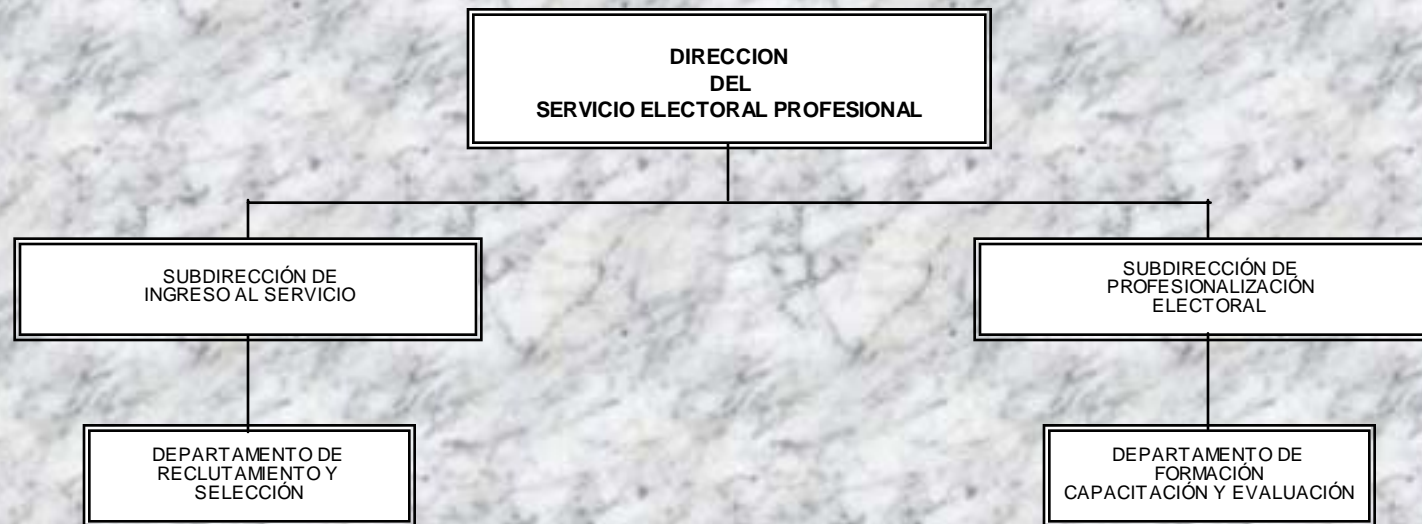 DIRECCION
DEL
SERVICIO ELECTORAL PROFESIONAL
SUBDIRECCIÓN DE
INGRESO AL SERVICIO
SUBDIRECCIÓN DE
PROFESIONALIZACIÓN
ELECTORAL
DEPARTAMENTO DE
RECLUTAMIENTO Y
SELECCIÓN
DEPARTAMENTO DE
FORMACIÓN
CAPACITACIÓN Y EVALUACIÓN